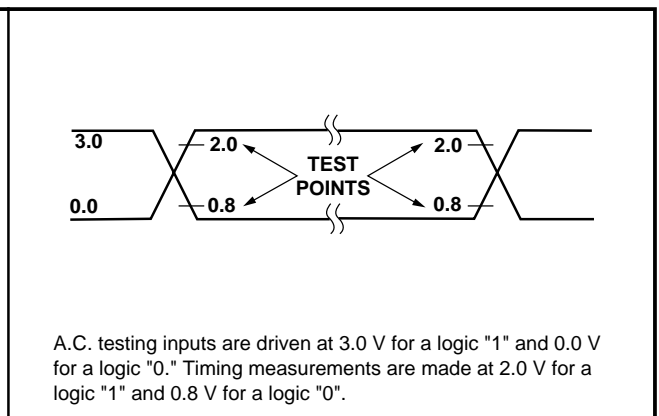 3.0
2.0
TEST
POINTS
2.0
0.0
0.8
0.8
A.C. testing inputs are driven at 3.0 V for a logic "1" and 0.0 V
for a logic "0." Timing measurements are made at 2.0 V for a
logic "1" and 0.8 V for a logic "0".